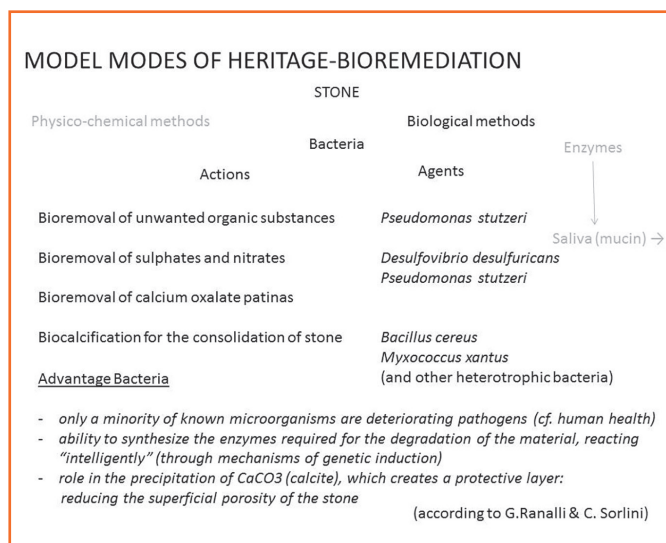 MODEL MODES OF HERITAGE-BIOREMEDIATION
STONE
Physico-chemical methods
Biological methods
Bacteria
Enzymes
Actions
Agents
Bioremoval of unwanted organic substances
Pseudomonas stutzeri
Saliva (mucin) →
Bioremoval of sulphates and nitrates
Desulfovibrio desulfuricans
Pseudomonas stutzeri
Bioremoval of calcium oxalate patinas
Biocalcification for the consolidation of stone
Bacillus cereus
Myxococcus xantus
Advantage Bacteria
(and other heterotrophic bacteria)
- only a minority of known microorganisms are deteriorating pathogens (cf. human health)
- ability to synthesize the enzymes required for the degradation of the material, reacting
"intelligently" (through mechanisms of genetic induction)
- role in the precipitation of CaCO3 (calcite), which creates a protective layer:
reducing the superficial porosity of the stone
(according to G.Ranalli & C. Sorlini)